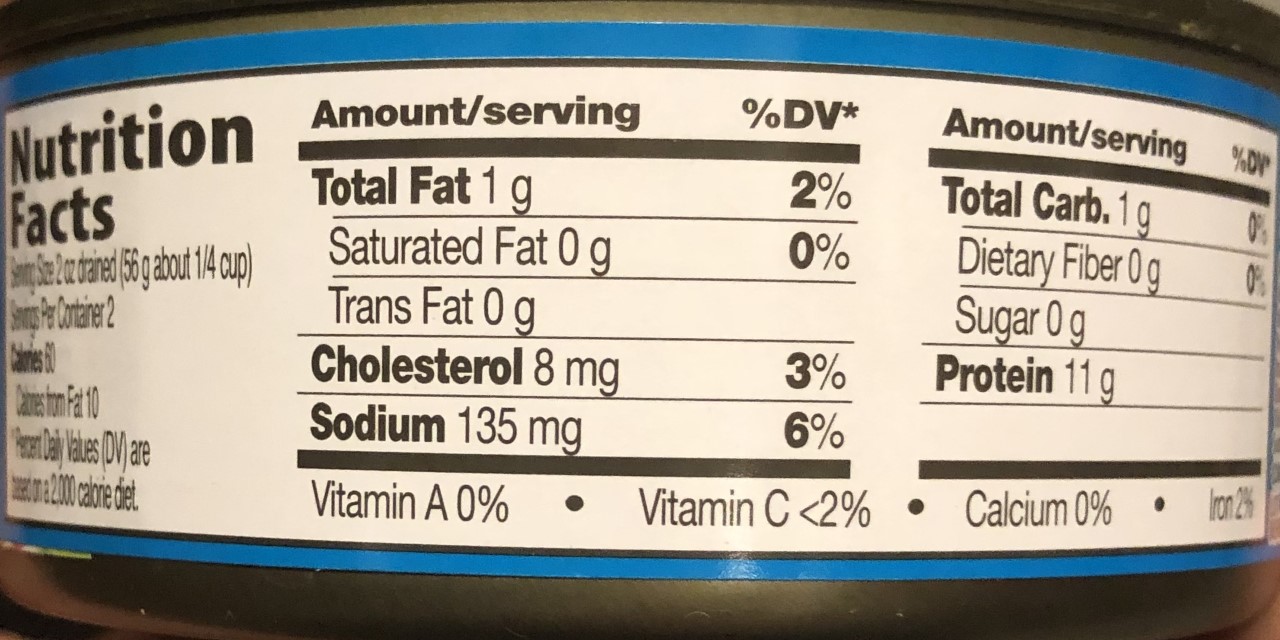 Nutrition
Facts
Serving Size 2 oz drained (56 g about 1/4 cup)
Servings Per Container 2
Calories 60
Calories from Fat 10
*Percent Daily Values (DV) are
based on a 2,000 calorie diet.
Amount/serving %DV*
Total Fat 1 g 2%
Saturated Fat 0 g 0%
Trans Fat 0 g
Cholesterol 8 mg 3%
Sodium 135 mg 6%
Amount/serving %DV*
Total Carb. 1 g 0%
Dietary Fiber 0 g 0%
Sugar 0 g
Protein 11 g
Vitamin A 0% • Vitamin C <2% • Calcium 0% • Iron 2%